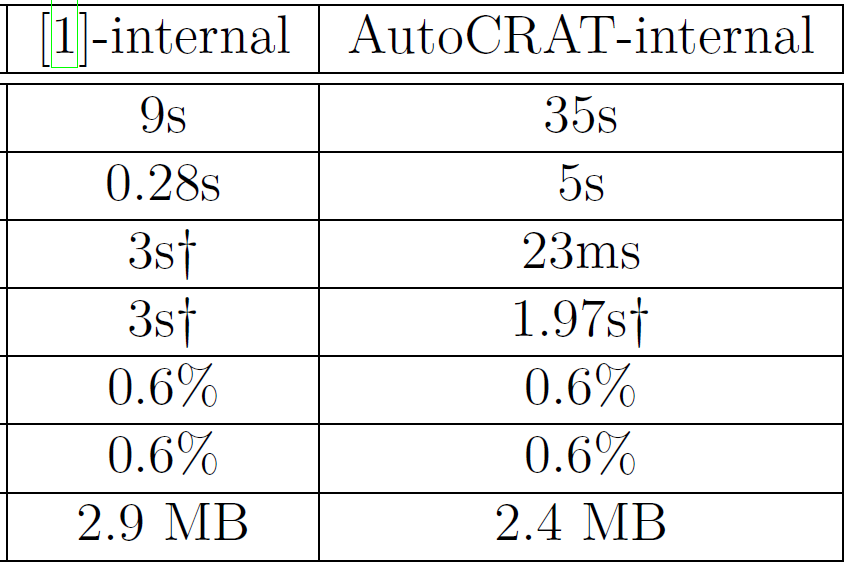 [1]-internal AutoCRAT-internal
9s 35s
0.28s 5s
3s† 23ms
3s† 1.97s†
0.6% 0.6%
0.6% 0.6%
2.9 MB 2.4 MB